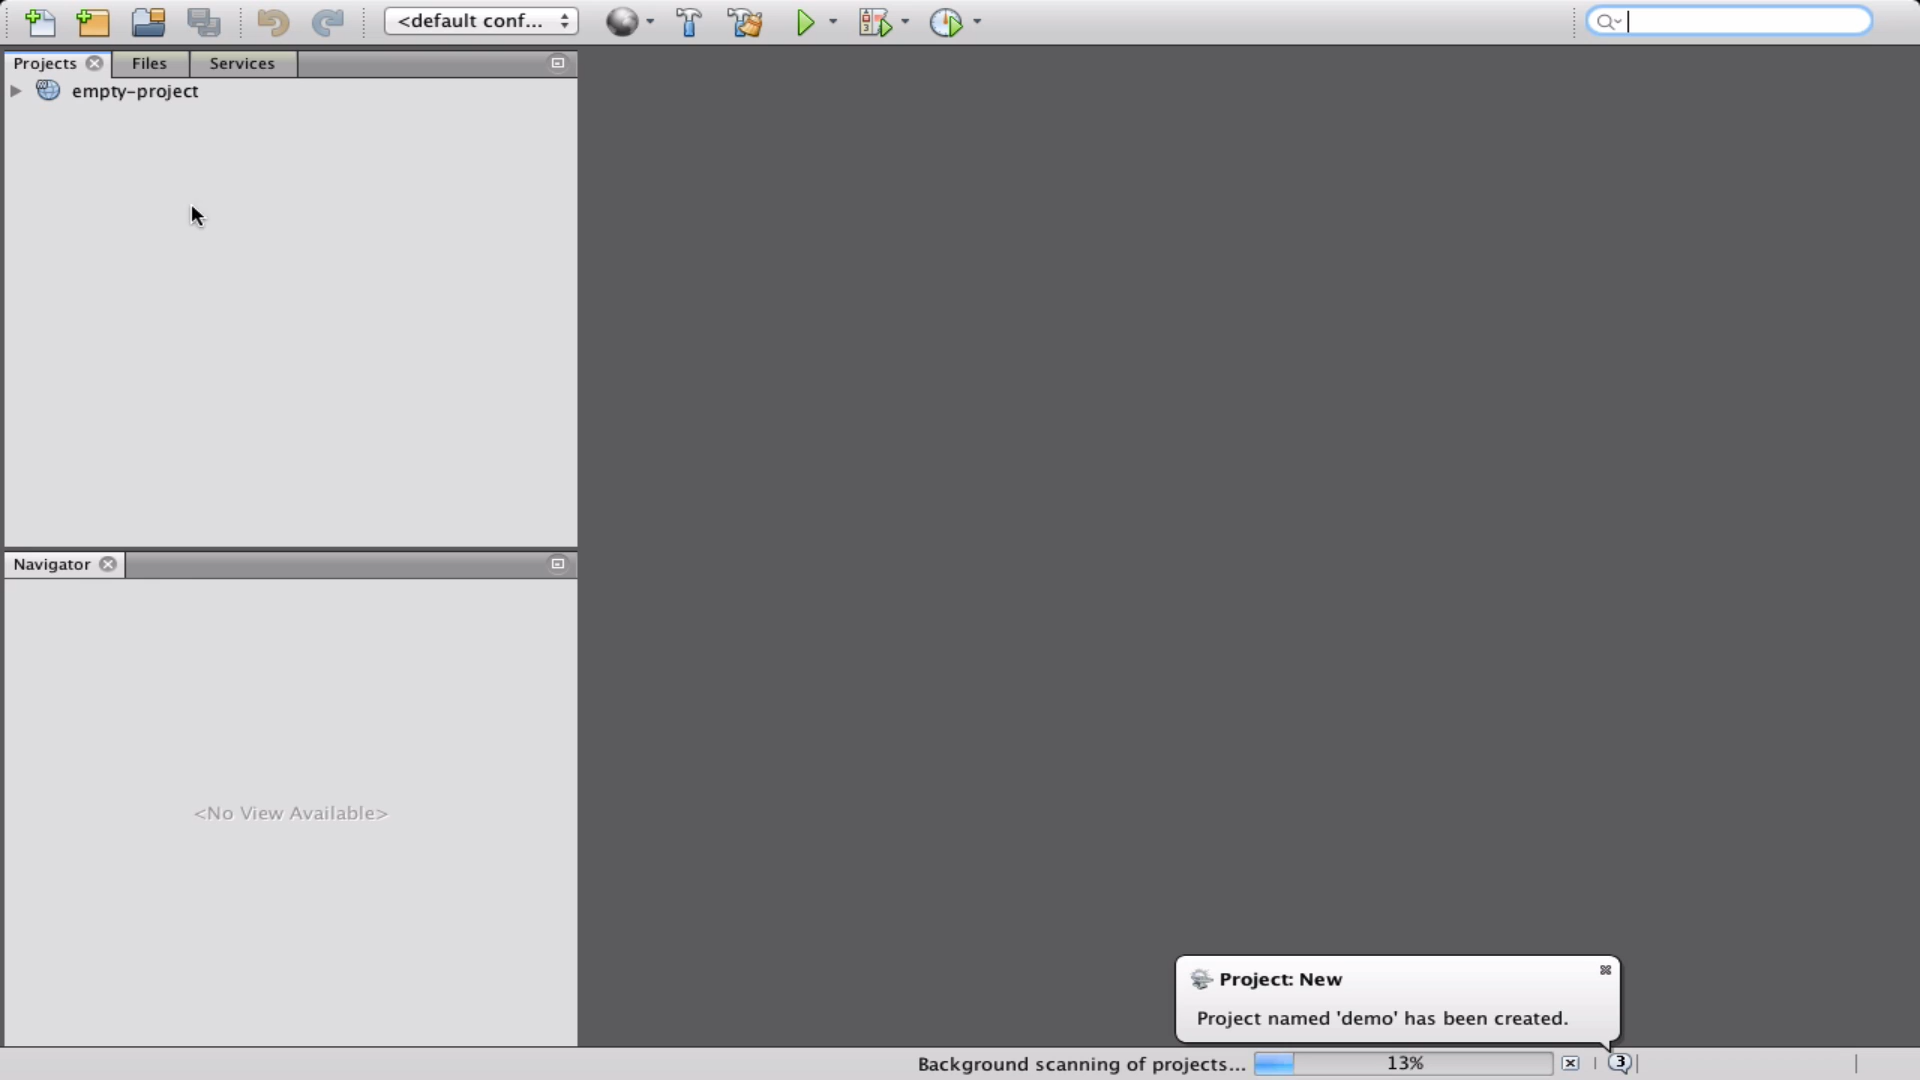 <default conf...
Projects
Files
Services
empty-project
Navigator
<No View Available>
Project: New
Project named 'demo' has been created.
Background scanning of projects...
13%
3